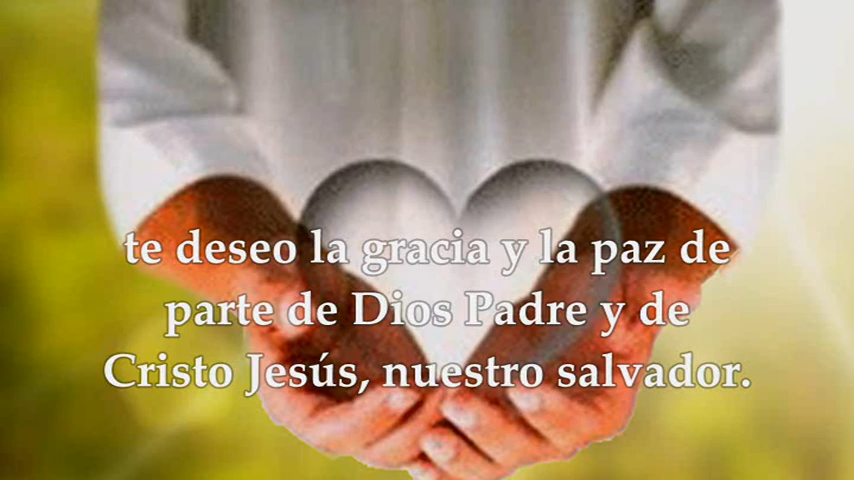 te deseo la gracia y la paz de
parte de Dios Padre y de
Cristo Jesús, nuestro salvador.